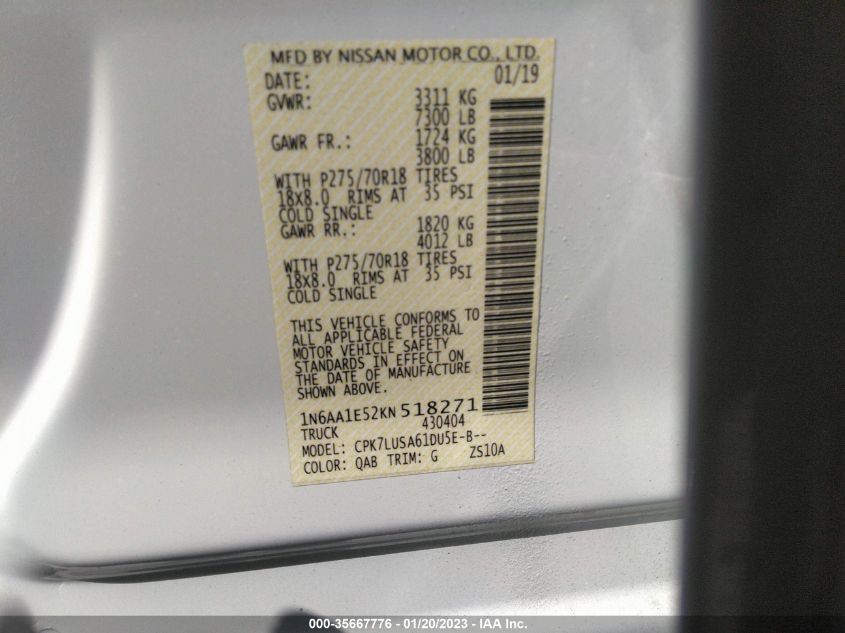 MFD BY NISSAN MOTOR CO., LTD.
DATE: 01/19
GVWR: 3311 KG
7300 LB
GAWR FR.: 1724 KG
3800 LB
WITH P275/70R18 TIRES
18x8.0 RIMS AT 35 PSI
COLD SINGLE
GAWR RR.: 1820 KG
4012 LB
WITH P275/70R18 TIRES
18x8.0 RIMS AT 35 PSI
COLD SINGLE
THIS VEHICLE CONFORMS TO
ALL APPLICABLE FEDERAL
MOTOR VEHICLE SAFETY
STANDARDS IN EFFECT ON
THE DATE OF MANUFACTURE
SHOWN ABOVE.
1N6AA1E52KN518271
TRUCK 430404
MODEL: CPK7LUSA61DU5E-B--
COLOR: QAB TRIM: G ZS10A
000-35667776 - 01/20/2023 - IAA Inc.